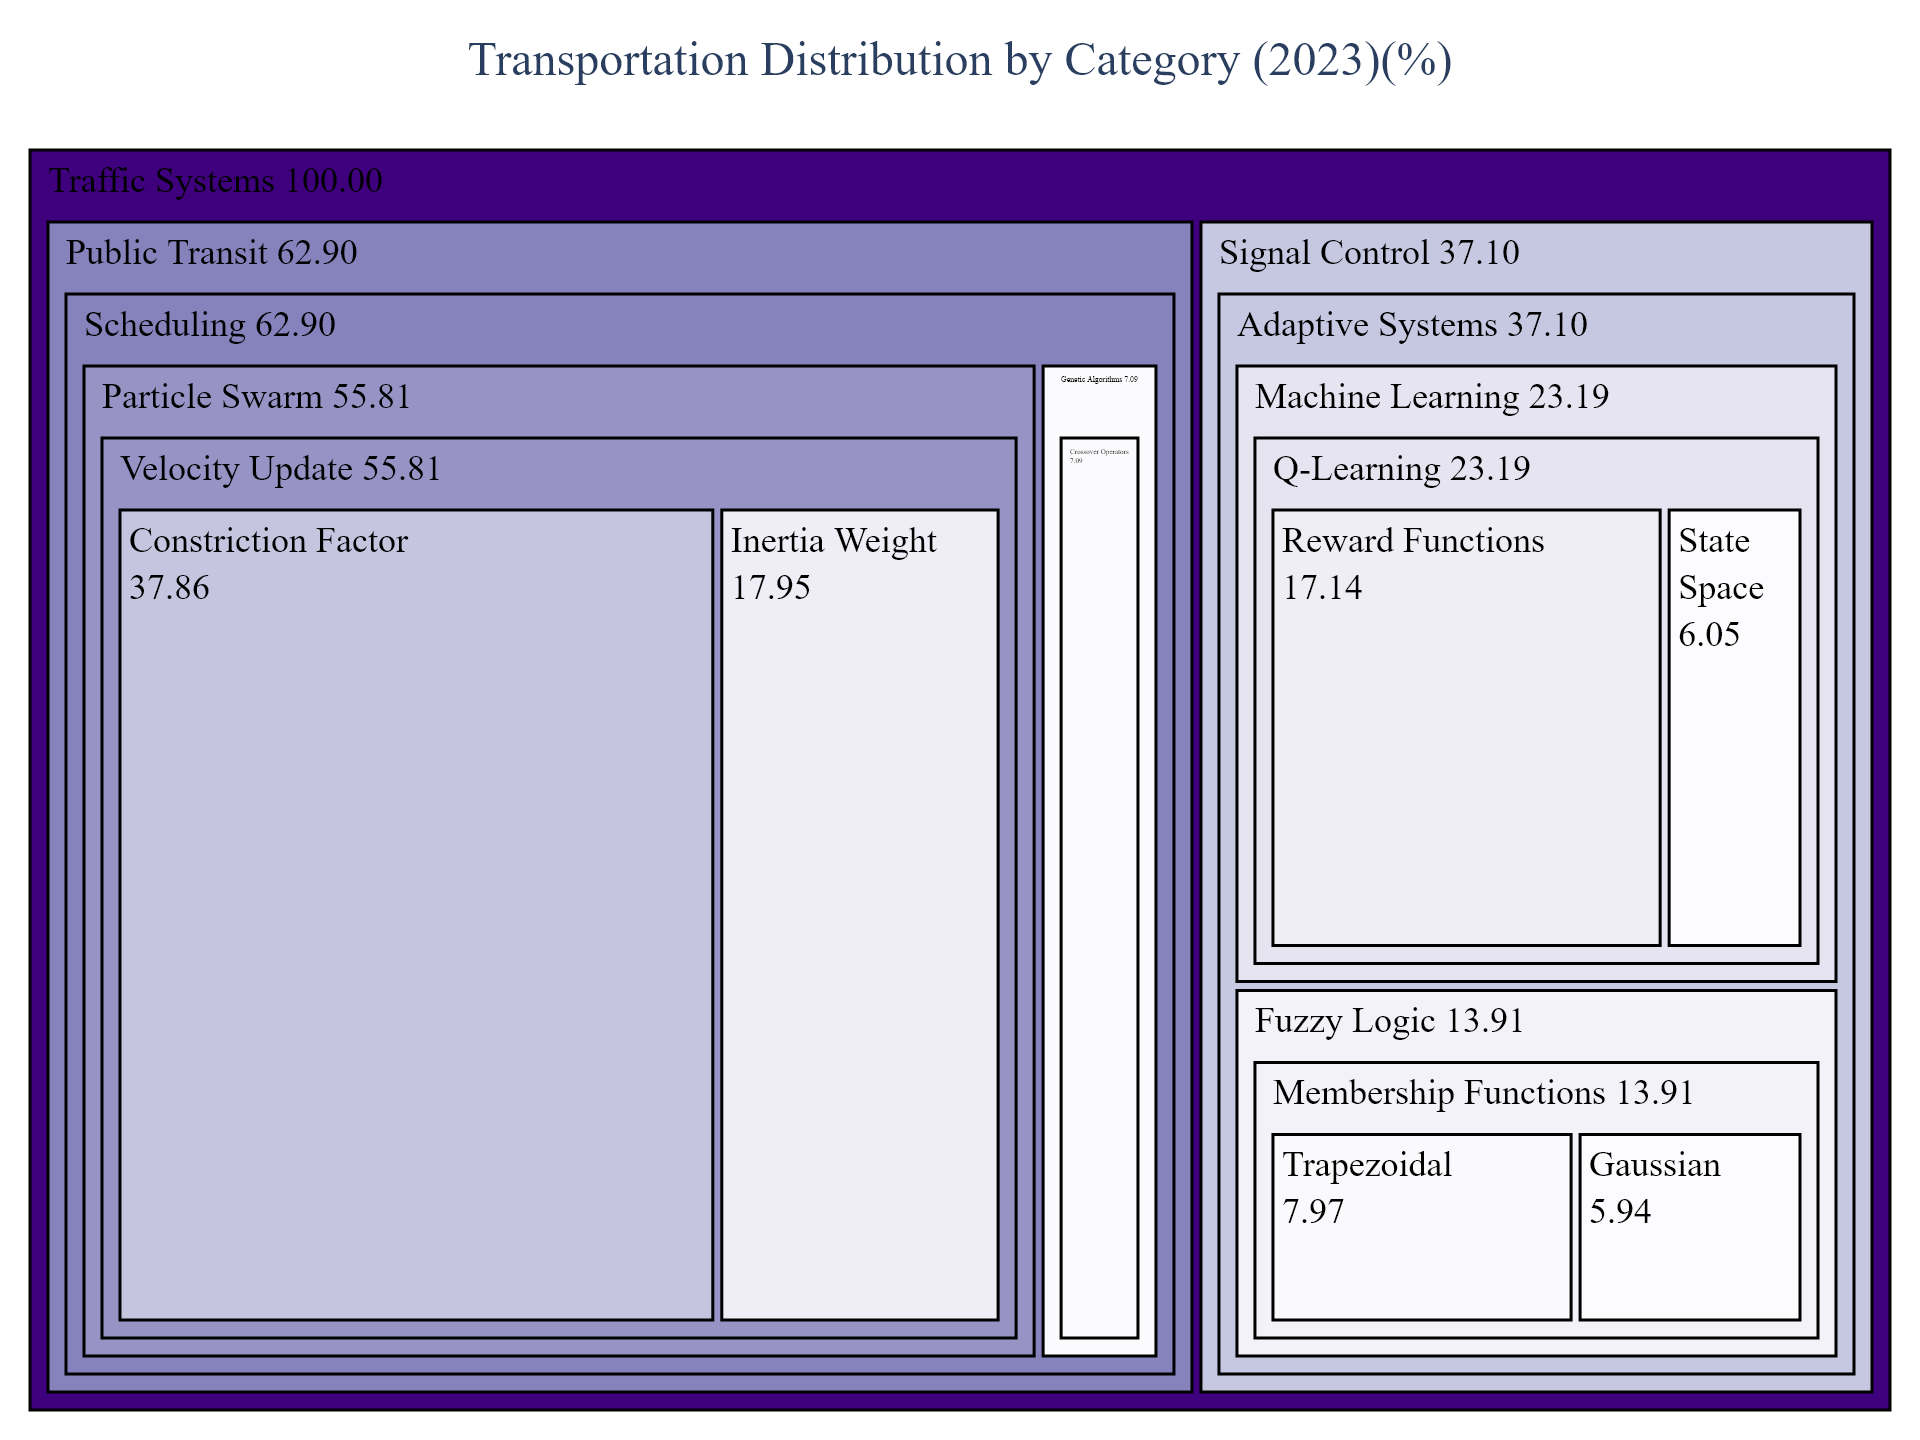 Transportation Distribution by Category (2023)(%)
Traffic Systems 100.00
Public Transit 62.90
Scheduling 62.90
Particle Swarm 55.81
Velocity Update 55.81
Constriction Factor
37.86
Inertia Weight
17.95
Genetic Algorithms 7.09
Crossover Operators
7.09
Signal Control 37.10
Adaptive Systems 37.10
Machine Learning 23.19
Q-Learning 23.19
Reward Functions
17.14
State
Space
6.05
Fuzzy Logic 13.91
Membership Functions 13.91
Trapezoidal
7.97
Gaussian
5.94